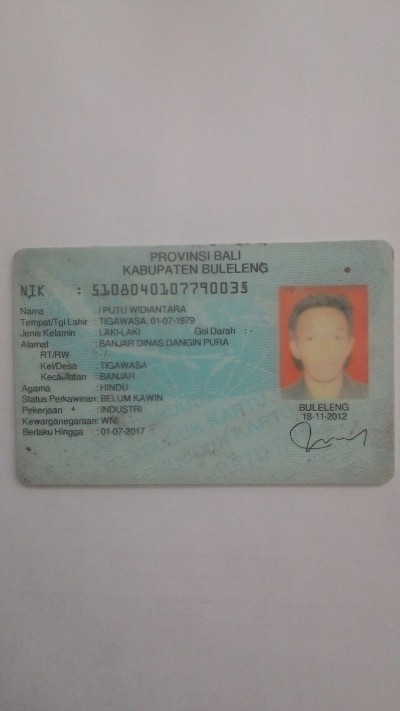 PROVINSI BALI
KABUPATEN BULELENG
NIK : 5108040107790035
Nama : I PUTU WIDIANTARA
Tempat/Tgl Lahir : TIGAWASA, 01-07-1979
Jenis Kelamin : LAKI-LAKI Gol Darah : -
Alamat : BANJAR DINAS DANGIN PURA
RT/RW : -/-
Kel/Desa : TIGAWASA
Kecamatan : BANJAR
Agama : HINDU
Status Perkawinan: BELUM KAWIN
Pekerjaan : INDUSTRI
Kewarganegaraan: WNI
Berlaku Hingga : 01-07-2017
BULELENG
18-11-2012